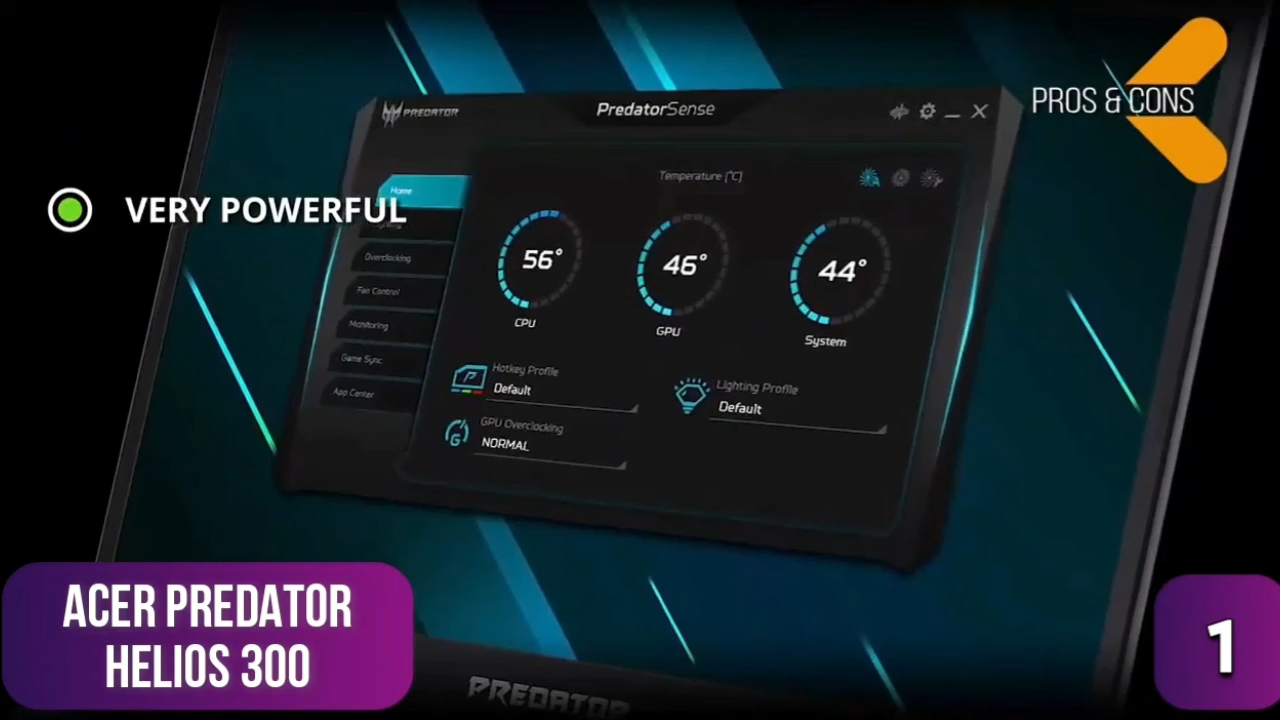 PREDATOR
PredatorSense
PROS & CONS
Temperature (°C)
Home
VERY POWERFUL
Overclocking
Fan Control
Monitoring
Game Sync
App Center
56°
46°
44°
CPU
GPU
System
Hotkey Profile
Default
Lighting Profile
Default
GPU Overclocking
NORMAL
ACER PREDATOR
HELIOS 300
1
PREDATOR